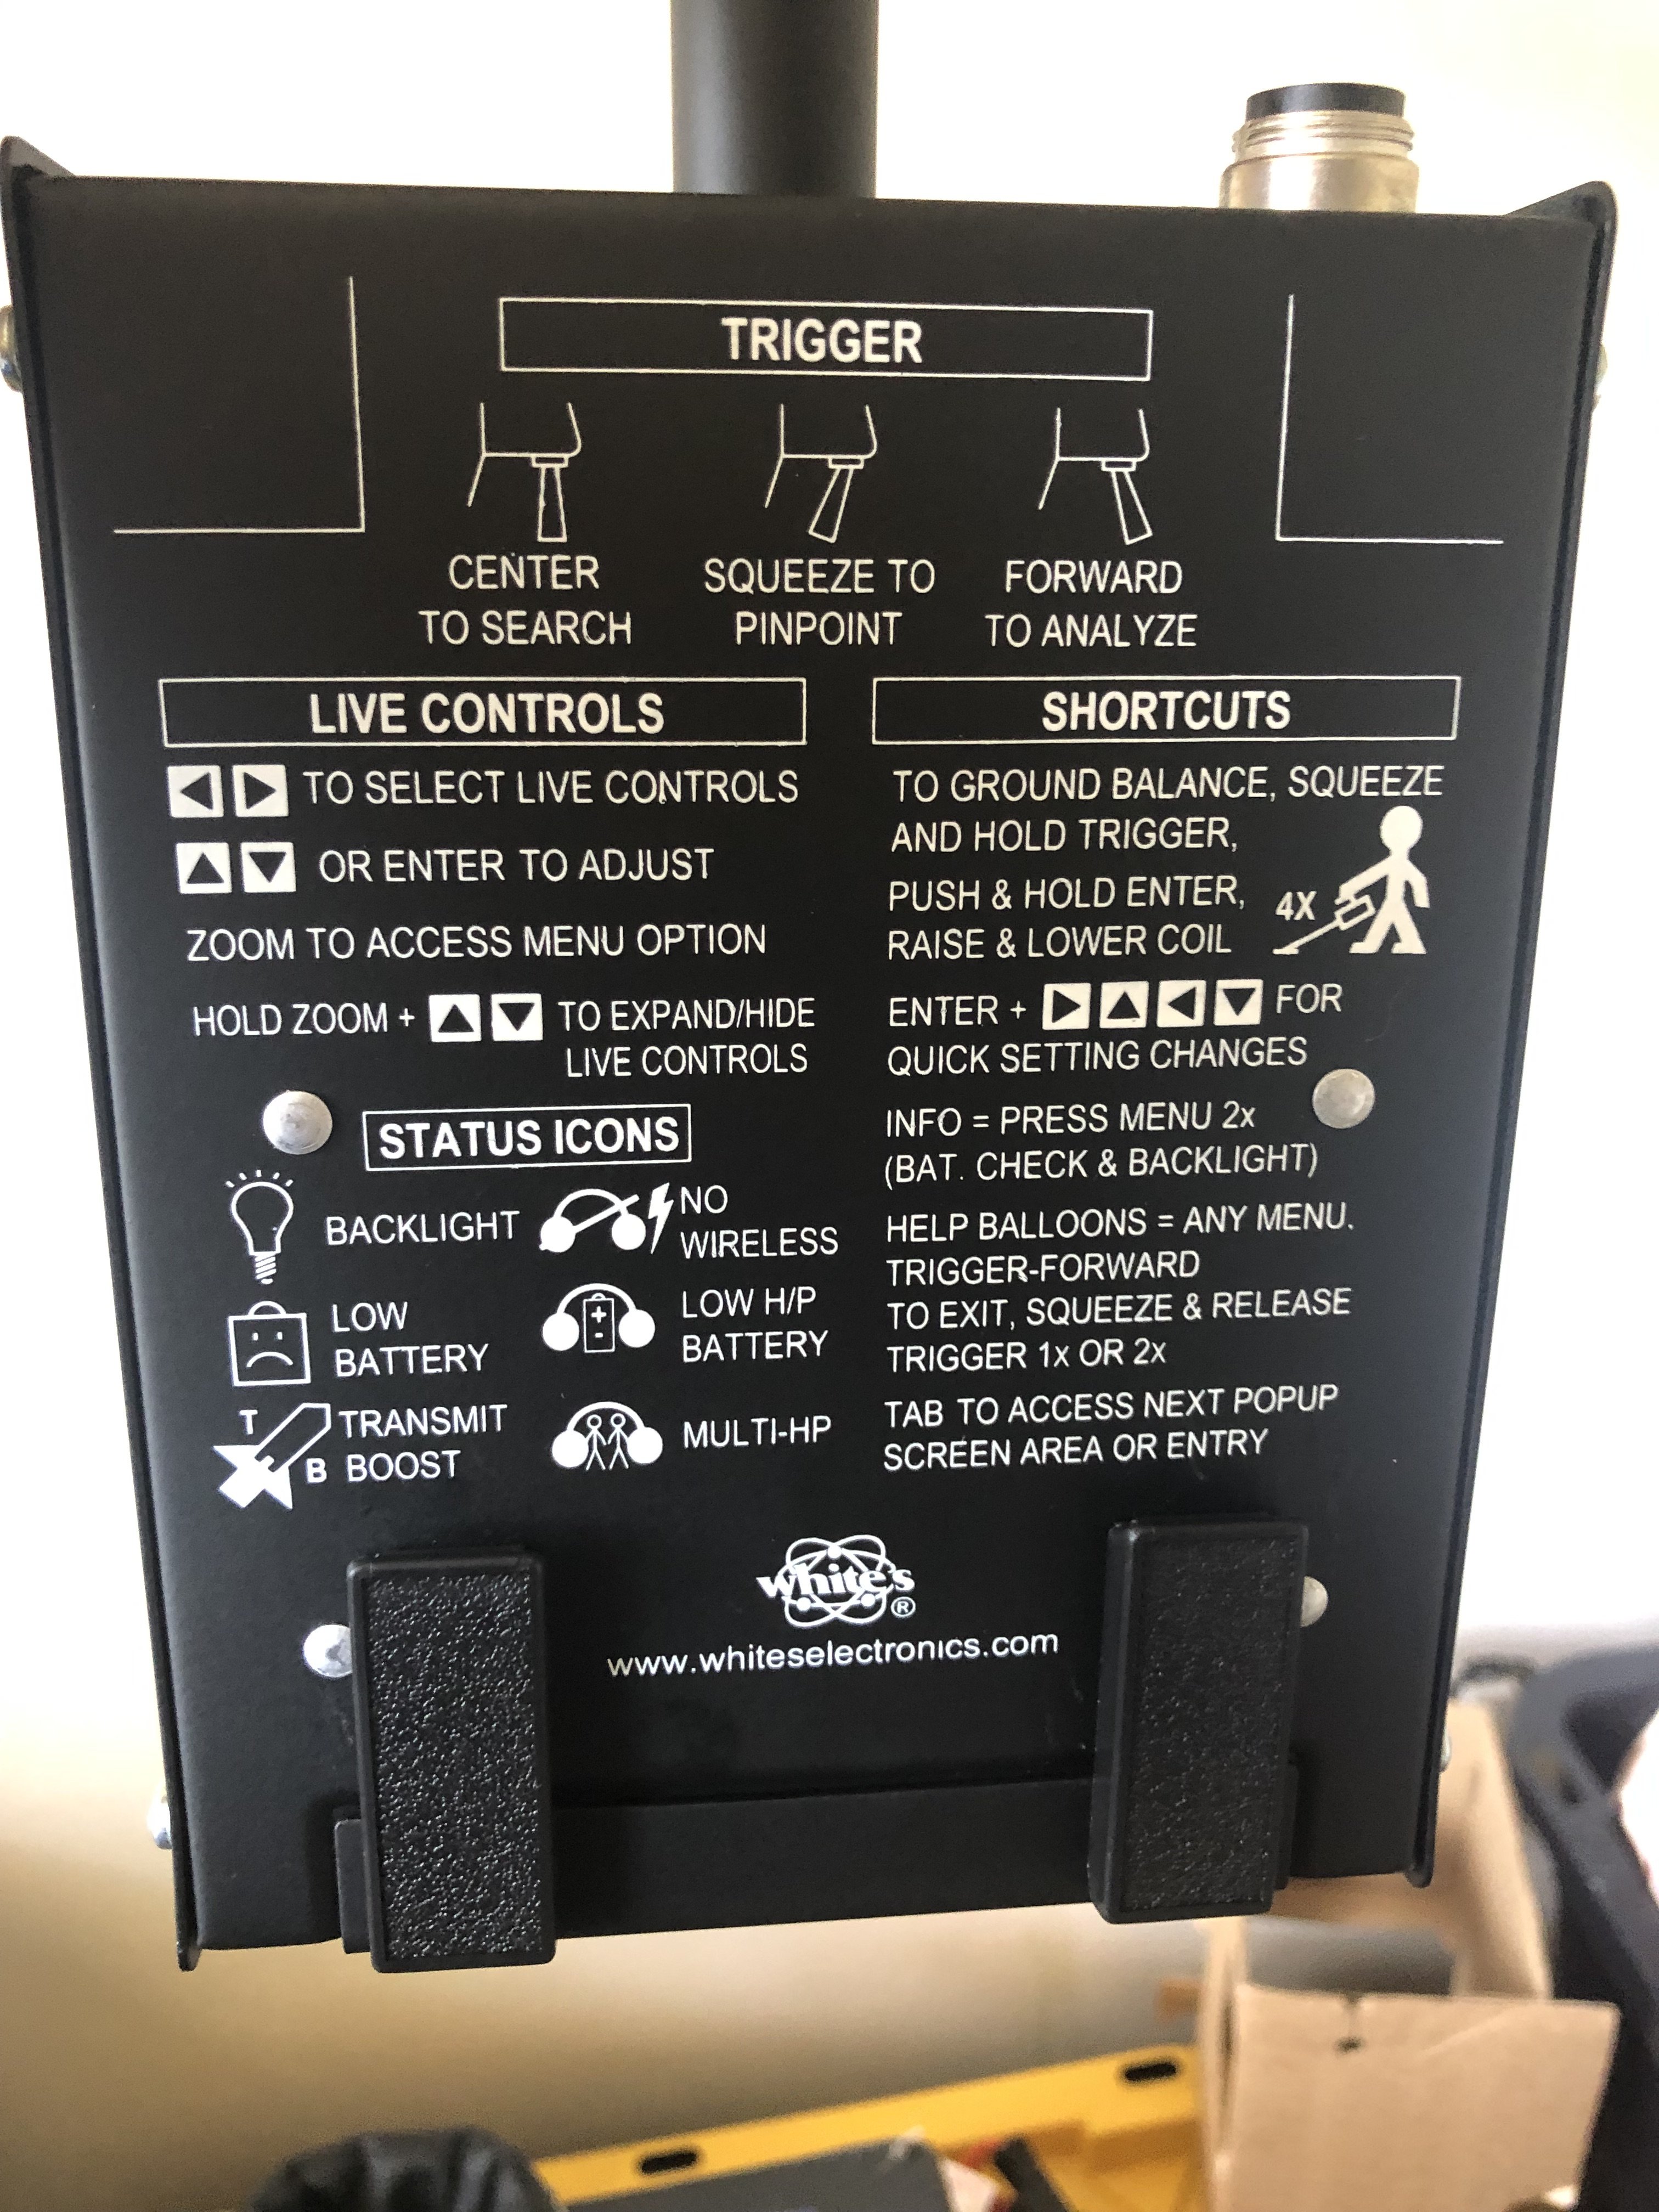 TRIGGER
CENTER
TO SEARCH
SQUEEZE TO
PINPOINT
FORWARD
TO ANALYZE
LIVE CONTROLS
TO SELECT LIVE CONTROLS
OR ENTER TO ADJUST
ZOOM TO ACCESS MENU OPTION
HOLD ZOOM + TO EXPAND/HIDE
LIVE CONTROLS
STATUS ICONS
BACKLIGHT
NO
WIRELESS
LOW
BATTERY
+
-
LOW H/P
BATTERY
T
B
TRANSMIT
BOOST
MULTI-HP
SHORTCUTS
TO GROUND BALANCE, SQUEEZE
AND HOLD TRIGGER,
PUSH & HOLD ENTER,
RAISE & LOWER COIL
4X
ENTER + FOR
QUICK SETTING CHANGES
INFO = PRESS MENU 2x
(BAT. CHECK & BACKLIGHT)
HELP BALLOONS = ANY MENU.
TRIGGER-FORWARD
TO EXIT, SQUEEZE & RELEASE
TRIGGER 1x OR 2x
TAB TO ACCESS NEXT POPUP
SCREEN AREA OR ENTRY
white's ®
www.whiteselectronics.com